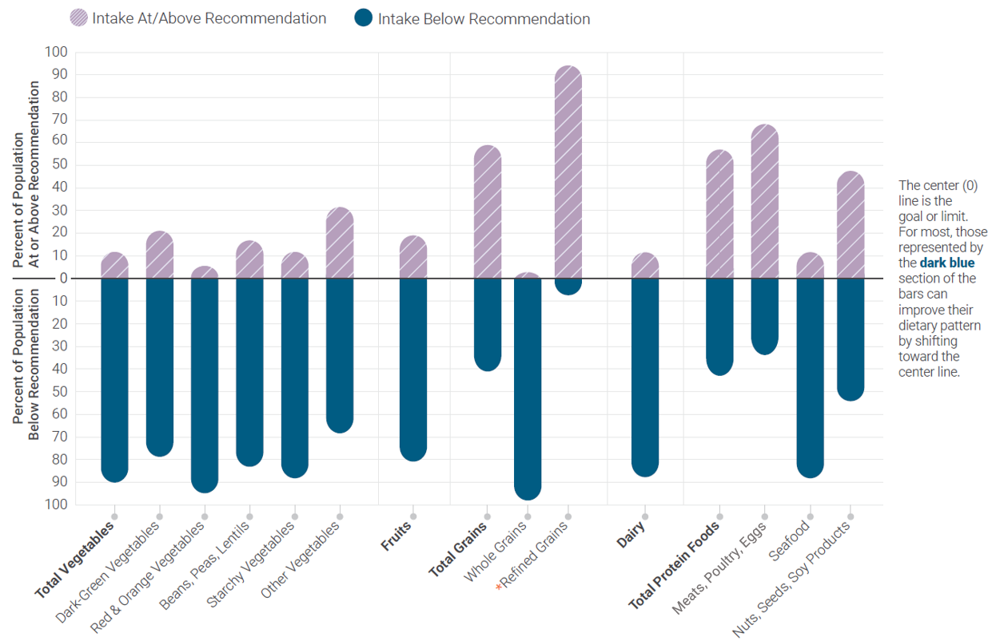 Intake At/Above Recommendation
Intake Below Recommendation
Percent of Population
At or Above Recommendation
Percent of Population
Below Recommendation
100
90
80
70
60
50
40
30
20
10
0
10
20
30
40
50
60
70
80
90
100
Total Vegetables
Dark-Green Vegetables
Red & Orange Vegetables
Beans, Peas, Lentils
Starchy Vegetables
Other Vegetables
Fruits
Total Grains
Whole Grains
*Refined Grains
Dairy
Total Protein Foods
Meats, Poultry, Eggs
Seafood
Nuts, Seeds, Soy Products
The center (0)
line is the
goal or limit.
For most, those
represented by
the dark blue
section of the
bars can
improve their
dietary pattern
by shifting
toward the
center line.